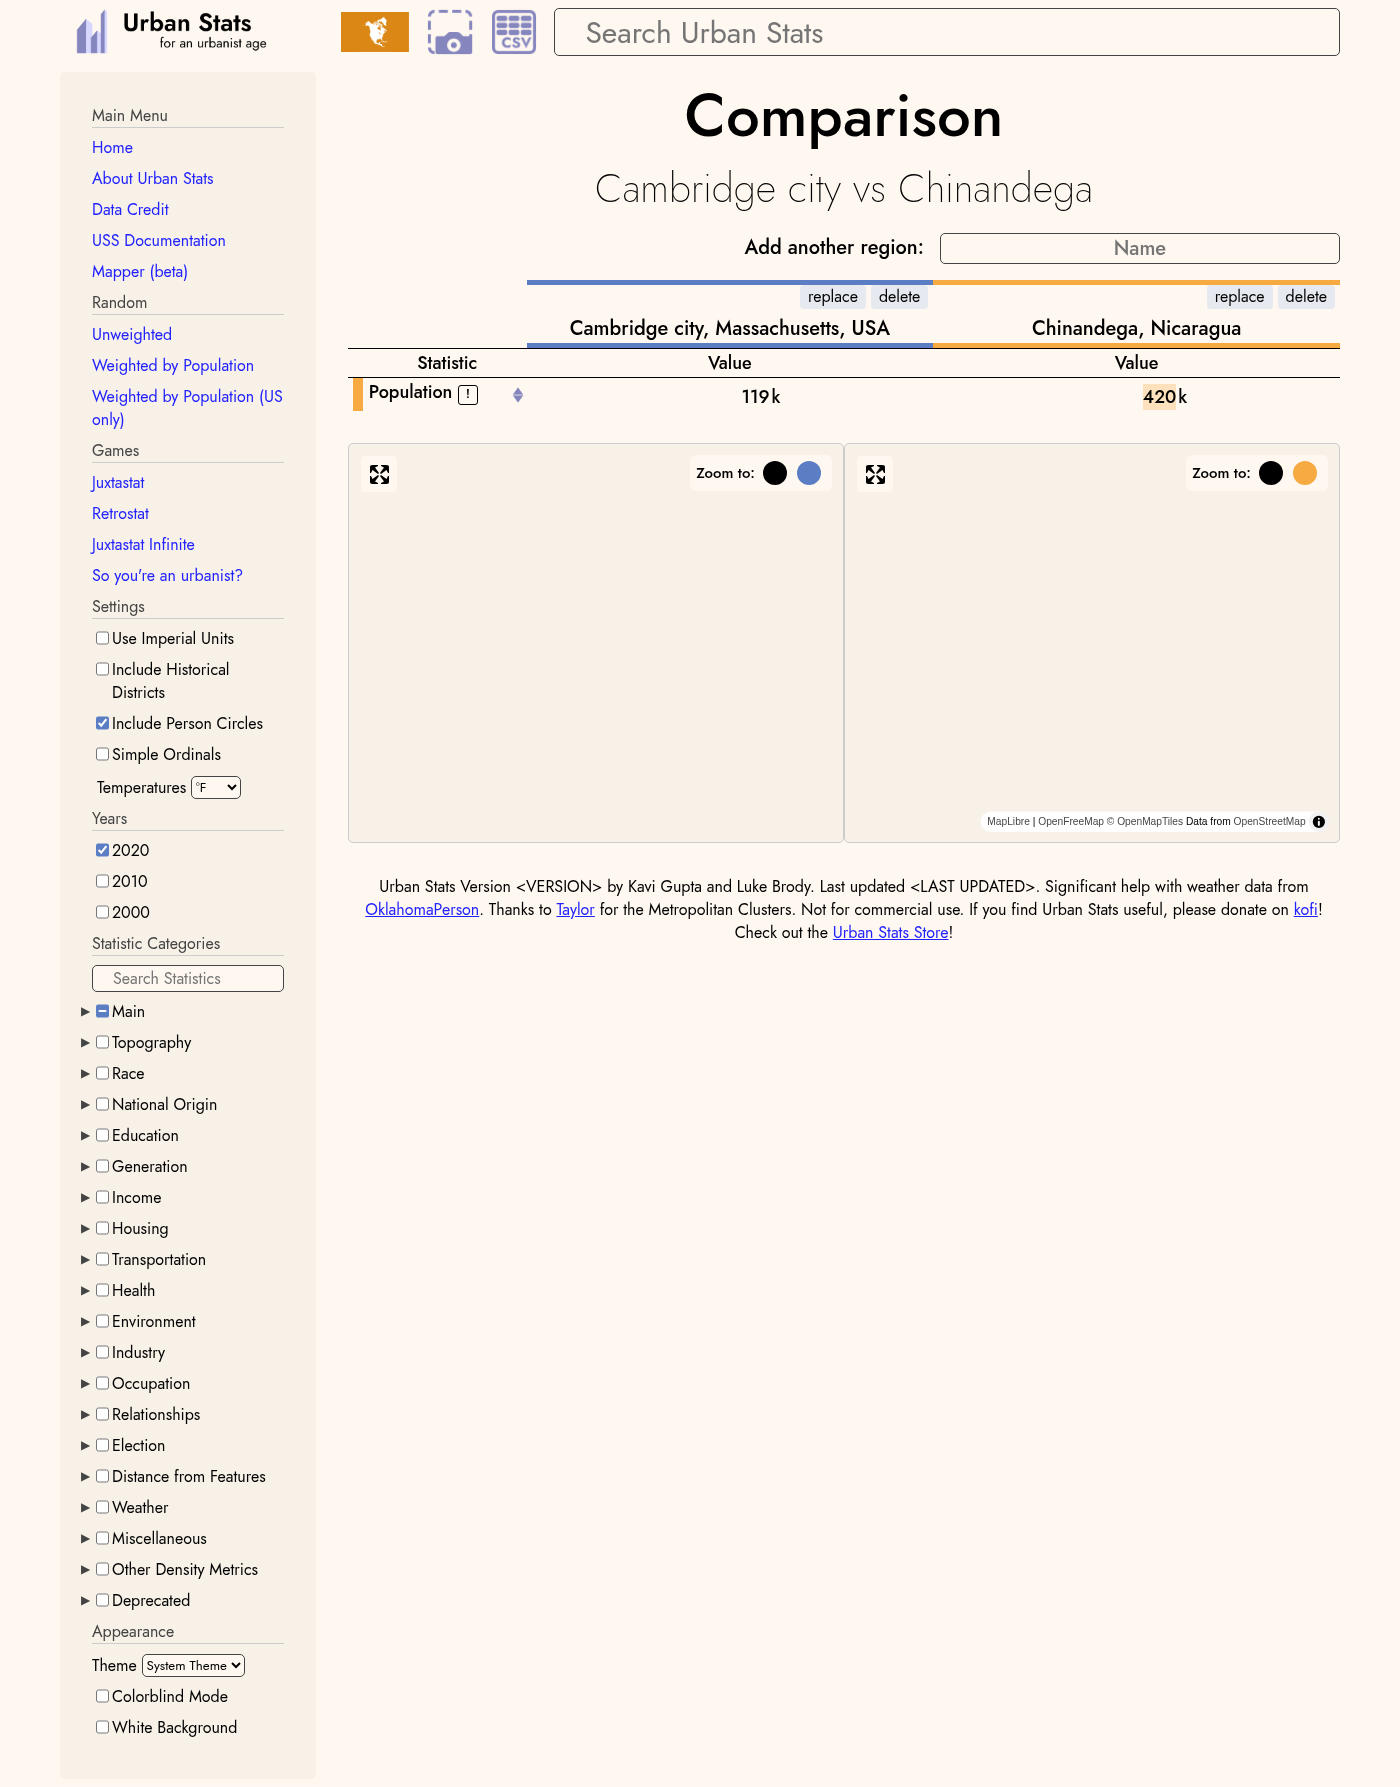 Urban Stats
for an urbanist age
CSV
Search Urban Stats
Main Menu
Home
About Urban Stats
Data Credit
USS Documentation
Mapper (beta)
Random
Unweighted
Weighted by Population
Weighted by Population (US
only)
Games
Juxtastat
Retrostat
Juxtastat Infinite
So you're an urbanist?
Settings
Use Imperial Units
Include Historical
Districts
Include Person Circles
Simple Ordinals
Temperatures °F
Years
2020
2010
2000
Statistic Categories
Search Statistics
Main
Topography
Race
National Origin
Education
Generation
Income
Housing
Transportation
Health
Environment
Industry
Occupation
Relationships
Election
Distance from Features
Weather
Miscellaneous
Other Density Metrics
Deprecated
Appearance
Theme System Theme
Colorblind Mode
White Background
Comparison
Cambridge city vs Chinandega
Add another region: Name
replace delete replace delete
Cambridge city, Massachusetts, USA Chinandega, Nicaragua
Statistic Value Value
Population ! 119k 420k
Zoom to: Zoom to:
MapLibre | OpenFreeMap © OpenMapTiles Data from OpenStreetMap
Urban Stats Version <VERSION> by Kavi Gupta and Luke Brody. Last updated <LAST UPDATED>. Significant help with weather data from
OklahomaPerson. Thanks to Taylor for the Metropolitan Clusters. Not for commercial use. If you find Urban Stats useful, please donate on kofi!
Check out the Urban Stats Store!